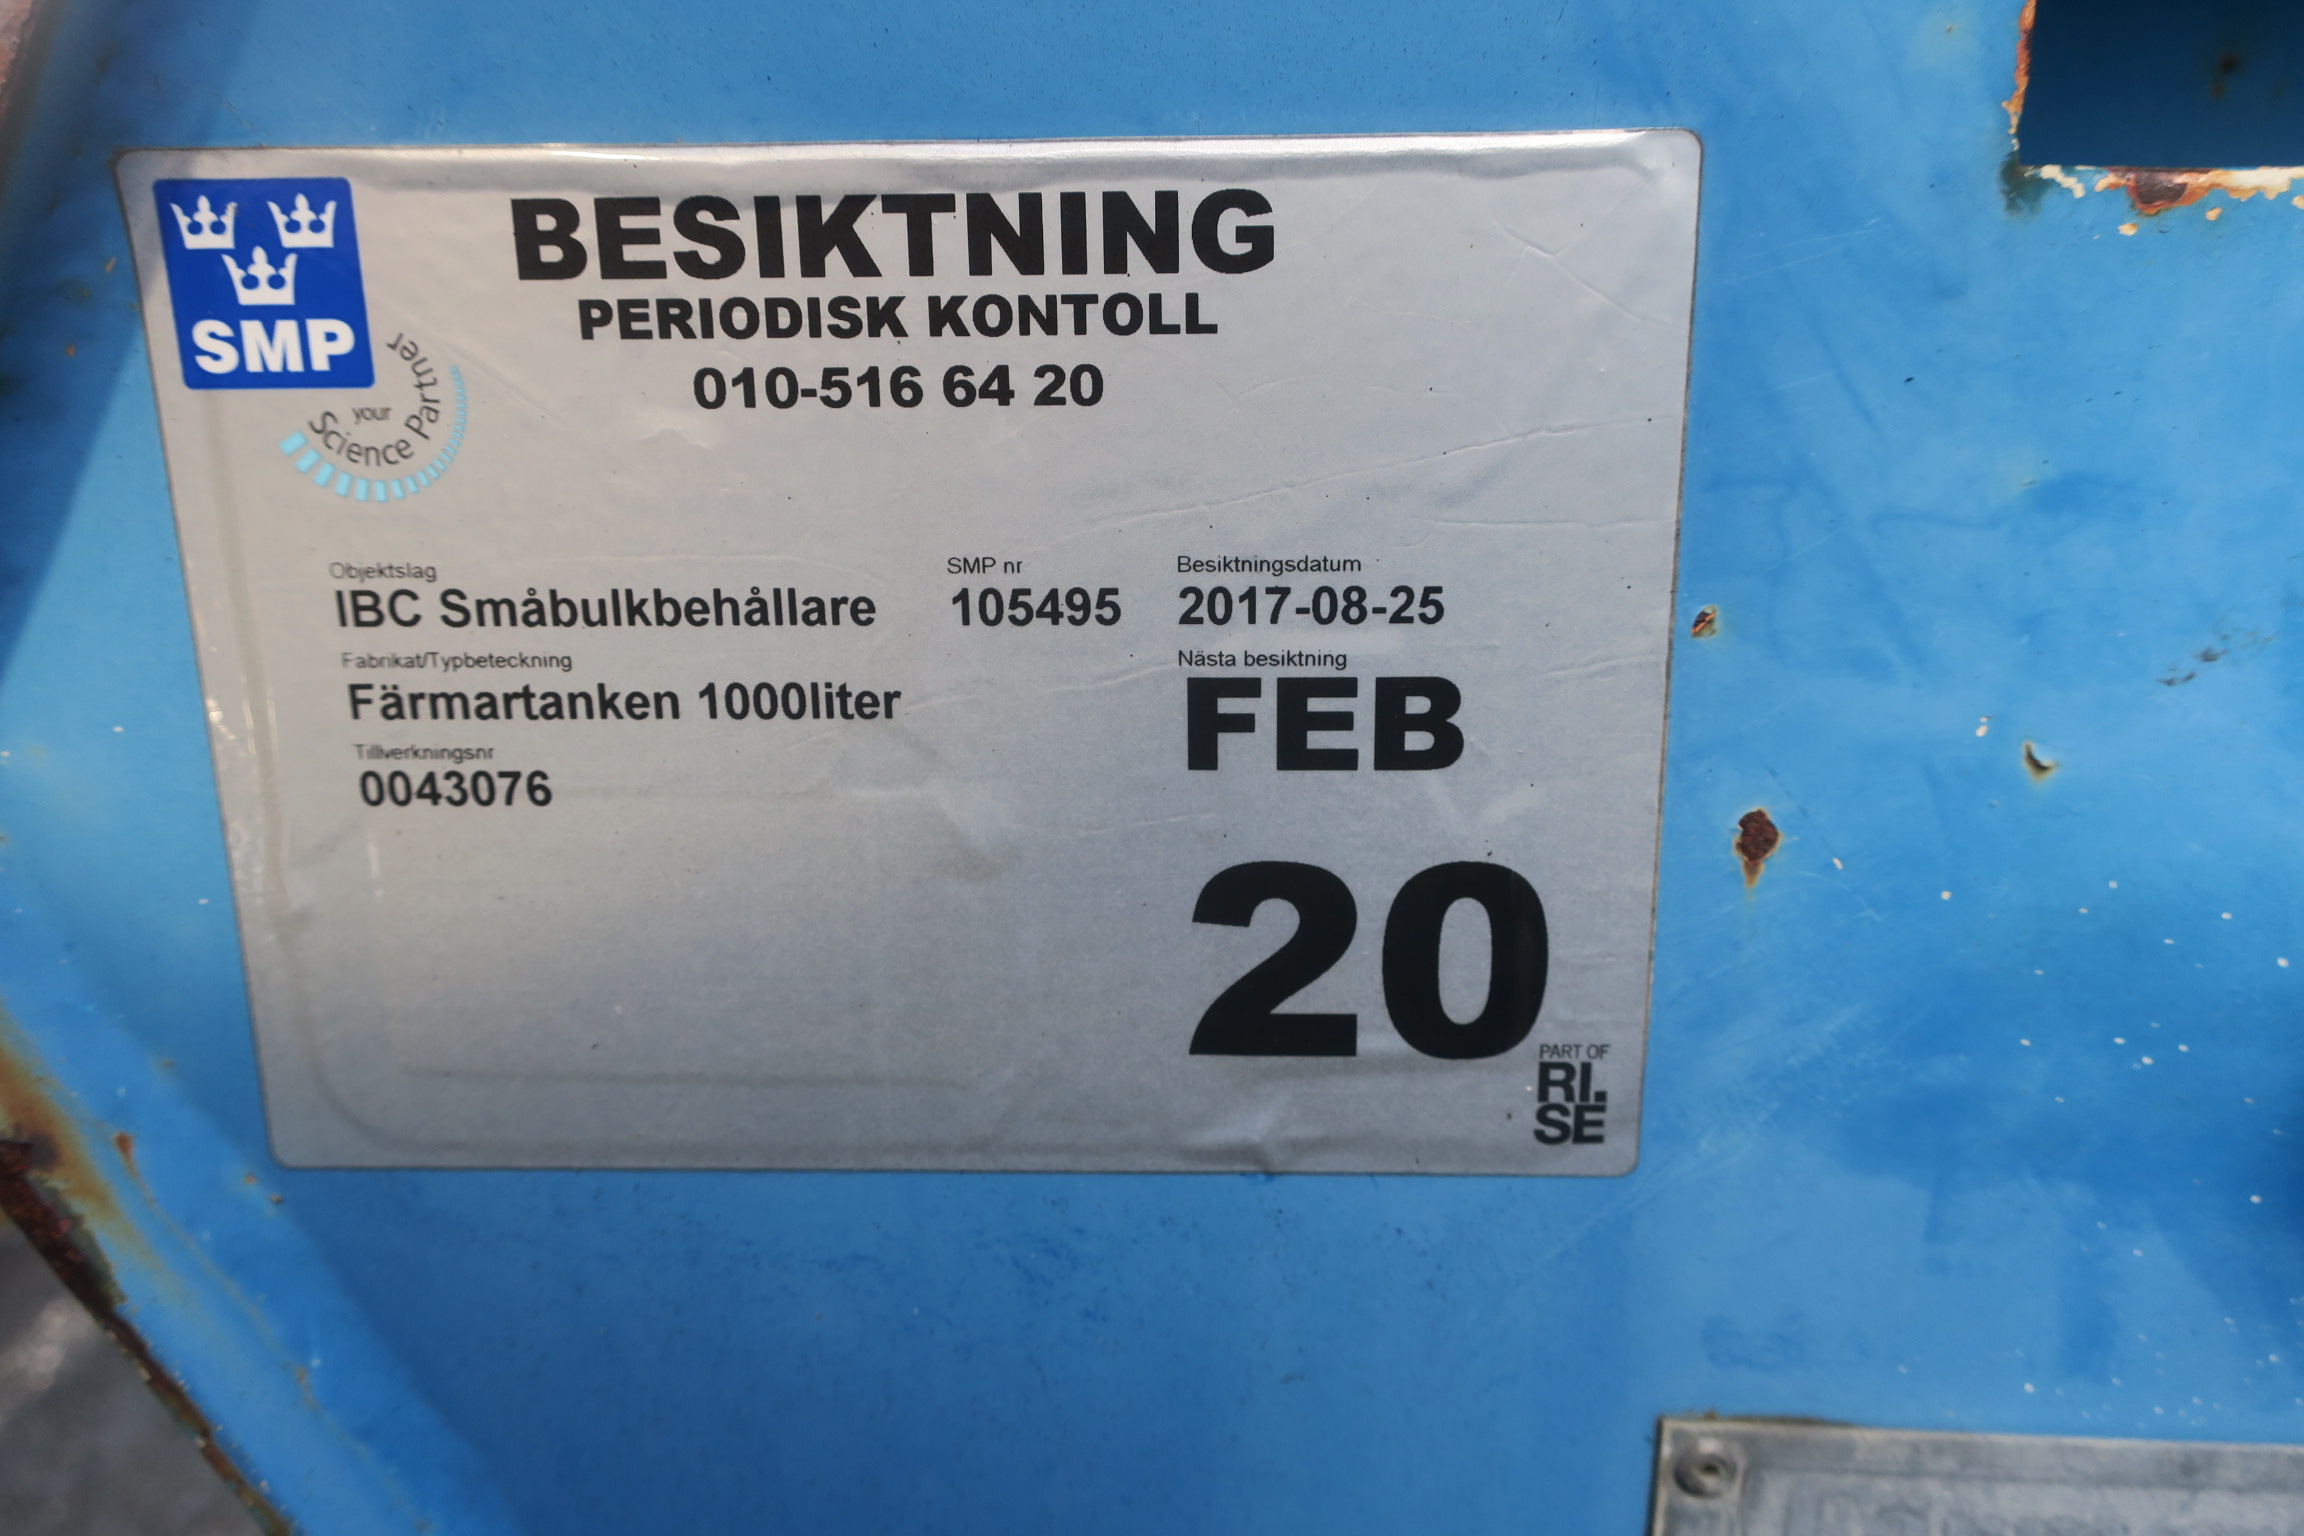 SMP
your
Science Partner
BESIKTNING
PERIODISK KONTOLL
010-516 64 20
Objektslag
IBC Småbulkbehållare
SMP nr
105495
Besiktningsdatum
2017-08-25
Fabrikat/Typbeteckning
Färmartanken 1000liter
Nästa besiktning
FEB
Tillverkningsnr
0043076
20
PART OF
RI.
SE